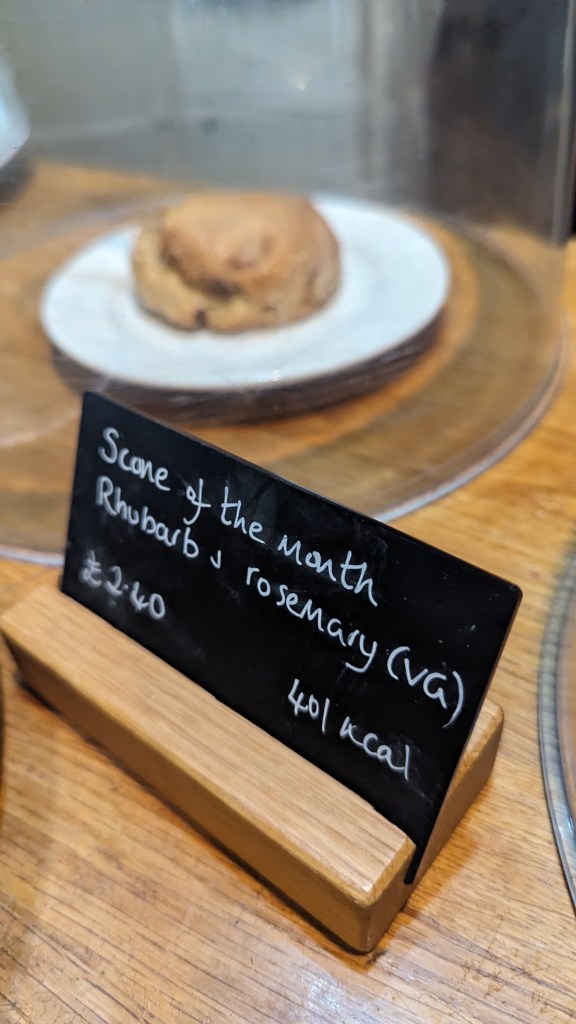 Scone of the month
Rhubarb & rosemary (VG)
£2.40
401 kcal